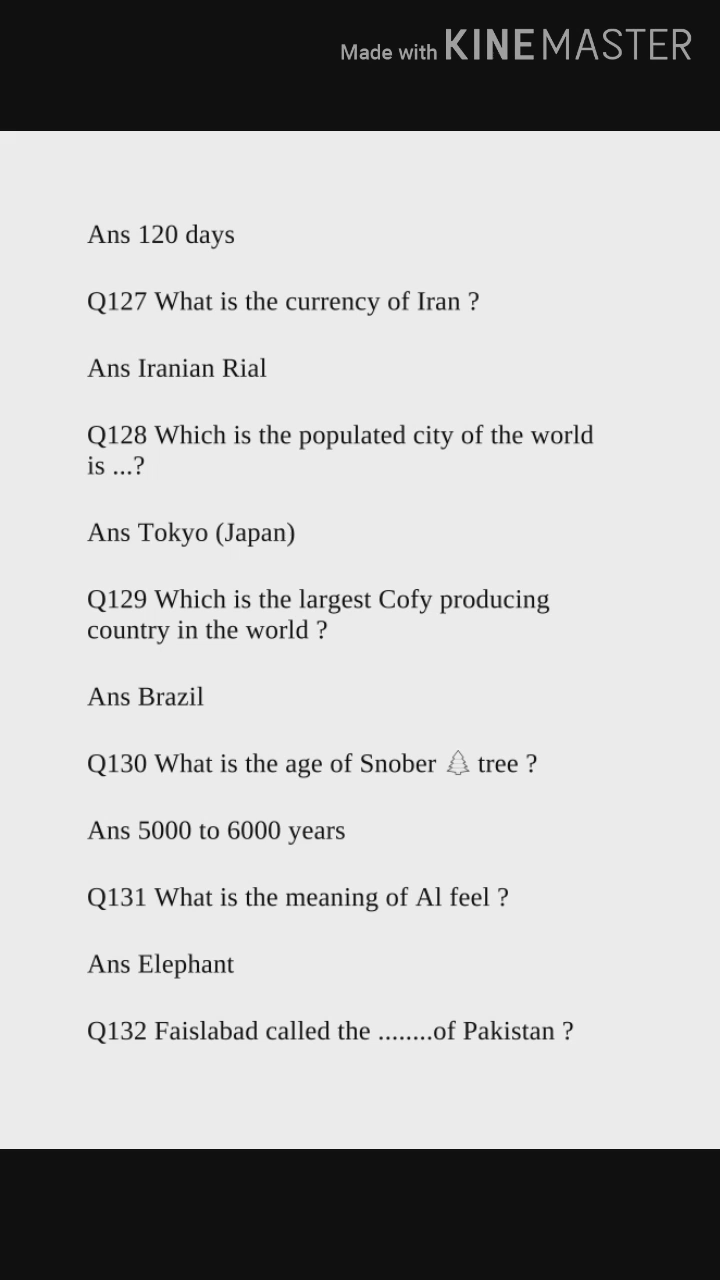 Made with KINEMASTER
Ans 120 days
Q127 What is the currency of Iran ?
Ans Iranian Rial
Q128 Which is the populated city of the world
is ...?
Ans Tokyo (Japan)
Q129 Which is the largest Cofy producing
country in the world ?
Ans Brazil
Q130 What is the age of Snober 🌲 tree ?
Ans 5000 to 6000 years
Q131 What is the meaning of Al feel ?
Ans Elephant
Q132 Faislabad called the ........of Pakistan ?